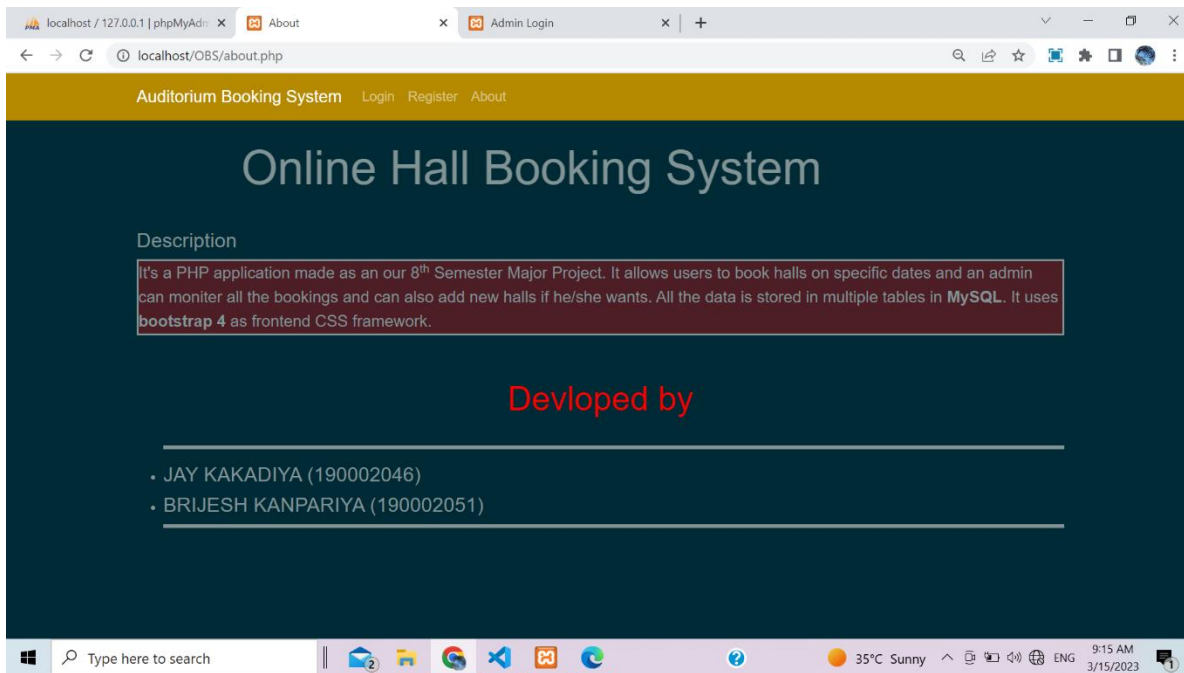 localhost / 127.0.0.1 | phpMyAdm
About
Admin Login
localhost/OBS/about.php
Auditorium Booking System Login Register About
Online Hall Booking System
Description
It's a PHP application made as an our 8th Semester Major Project. It allows users to book halls on specific dates and an admin
can moniter all the bookings and can also add new halls if he/she wants. All the data is stored in multiple tables in MySQL. It uses
bootstrap 4 as frontend CSS framework.
Devloped by
• JAY KAKADIYA (190002046)
• BRIJESH KANPARIYA (190002051)
Type here to search
2
35°C Sunny
ENG
9:15 AM
3/15/2023
1